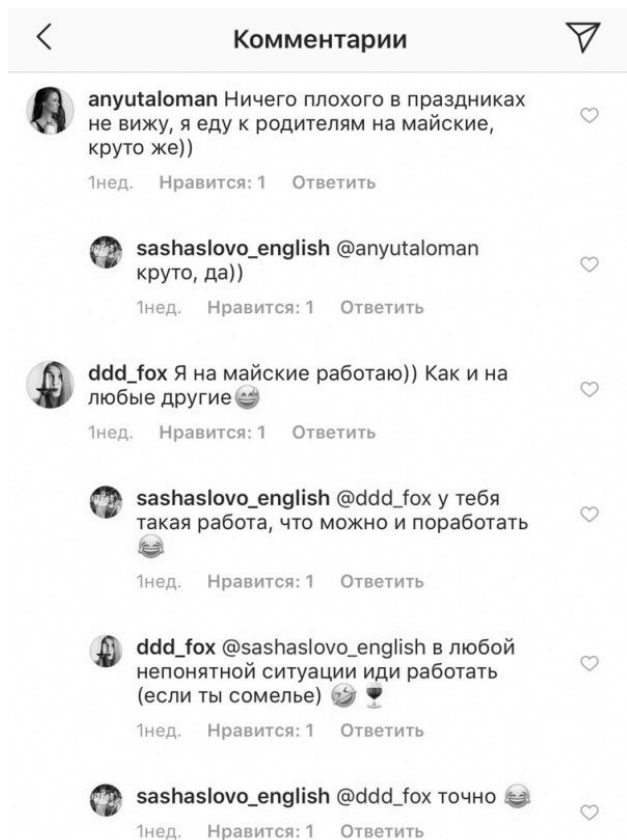 Комментарии
anyutaloman Ничего плохого в праздниках
не вижу, я еду к родителям на майские,
круто же))
1нед. Нравится: 1 Ответить
sashaslovo_english @anyutaloman
круто, да))
1нед. Нравится: 1 Ответить
ddd_fox Я на майские работаю)) Как и на
любые другие😅
1нед. Нравится: 1 Ответить
sashaslovo_english @ddd_fox у тебя
такая работа, что можно и поработать
😂
1нед. Нравится: 1 Ответить
ddd_fox @sashaslovo_english в любой
непонятной ситуации иди работать
(если ты сомелье) 🤣🍷
1нед. Нравится: 1 Ответить
sashaslovo_english @ddd_fox точно 😂
1нед. Нравится: 1 Ответить